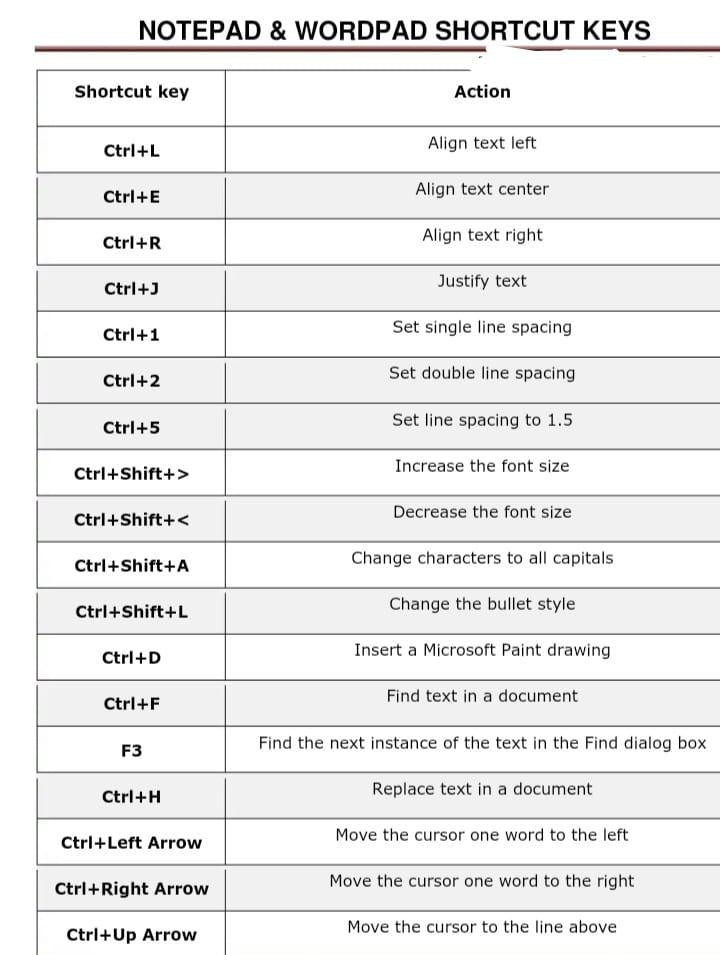 NOTEPAD & WORDPAD SHORTCUT KEYS
Shortcut key Action
Ctrl+L Align text left
Ctrl+E Align text center
Ctrl+R Align text right
Ctrl+J Justify text
Ctrl+1 Set single line spacing
Ctrl+2 Set double line spacing
Ctrl+5 Set line spacing to 1.5
Ctrl+Shift+> Increase the font size
Ctrl+Shift+< Decrease the font size
Ctrl+Shift+A Change characters to all capitals
Ctrl+Shift+L Change the bullet style
Ctrl+D Insert a Microsoft Paint drawing
Ctrl+F Find text in a document
F3 Find the next instance of the text in the Find dialog box
Ctrl+H Replace text in a document
Ctrl+Left Arrow Move the cursor one word to the left
Ctrl+Right Arrow Move the cursor one word to the right
Ctrl+Up Arrow Move the cursor to the line above